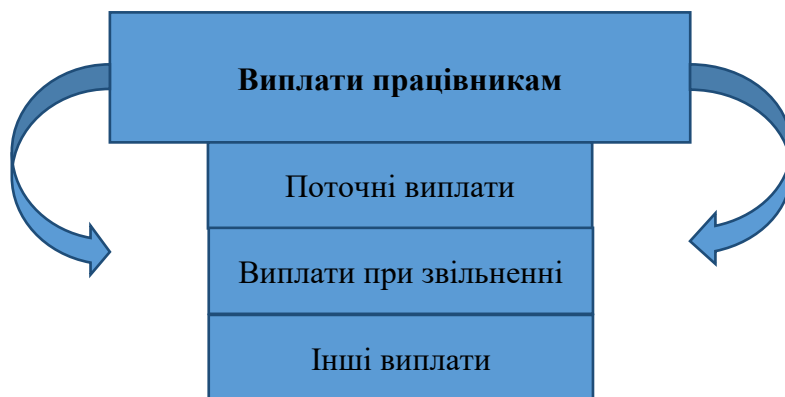 Виплати працівникам
Поточні виплати
Виплати при звільненні
Інші виплати